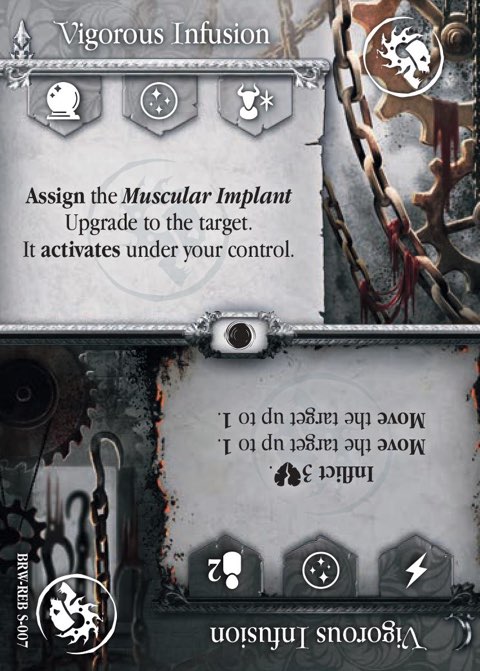 Vigorous Infusion
Assign the Muscular Implant
Upgrade to the target.
It activates under your control.
Vigorous Infusion
2
Inflict 3 .
Move the target up to 1.
Move the target up to 1.
BRW-REB S-007